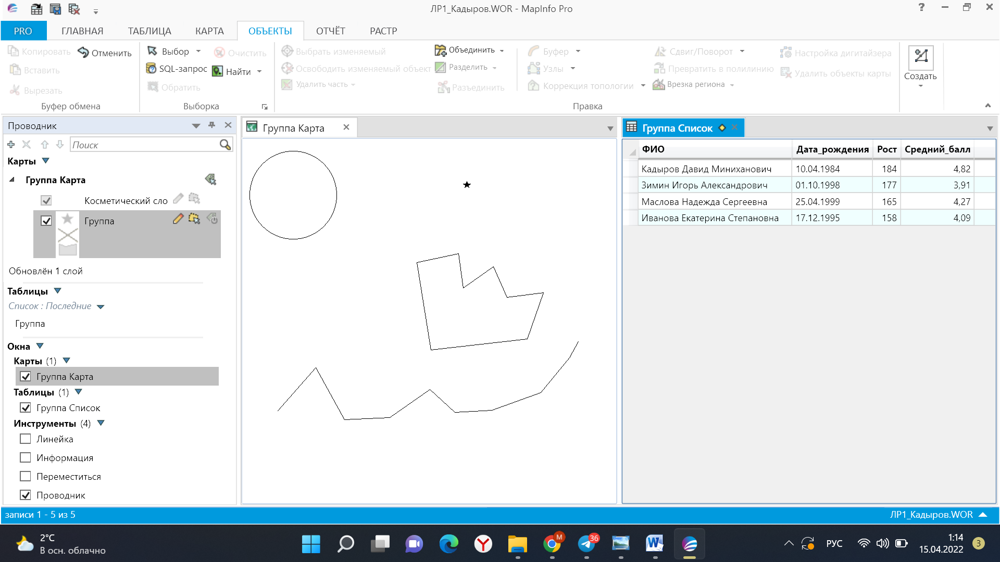 ЛР1_Кадыров.WOR - MapInfo Pro
PRO ГЛАВНАЯ ТАБЛИЦА КАРТА ОБЪЕКТЫ ОТЧЁТ РАСТР
Копировать
Отменить
Вставить
Вырезать
Буфер обмена
Выбор
Очистить
SQL-запрос
Найти
Обратить
Выборка
Выбрать изменяемый
Освободить изменяемый объект
Удалить часть
Объединить
Разделить
Разъединить
Буфер
Узлы
Коррекция топологии
Сдвиг/Поворот
Превратить в полилинию
Врезка региона
Настройка дигитайзера
Удалить объекты карты
Правка
Создать
Проводник
Поиск
Карты
Группа Карта
Косметический сло
Группа
Обновлён 1 слой
Таблицы
Список : Последние
Группа
Окна
Карты (1)
Группа Карта
Таблицы (1)
Группа Список
Инструменты (4)
Линейка
Информация
Переместиться
Проводник
Группа Карта
Группа Список
ФИО Дата_рождения Рост Средний_балл
Кадыров Давид Миниханович 10.04.1984 184 4,82
Зимин Игорь Александрович 01.10.1998 177 3,91
Маслова Надежда Сергеевна 25.04.1999 165 4,27
Иванова Екатерина Степановна 17.12.1995 158 4,09
записи 1 - 5 из 5
ЛР1_Кадыров.WOR
2°C
В осн. облачно
M
36
W
РУС
1:14
15.04.2022
3